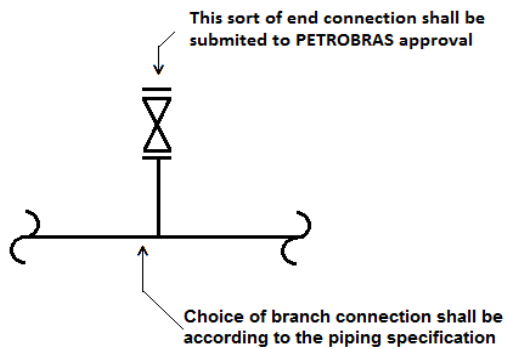 This sort of end connection shall be
submited to PETROBRAS approval
Choice of branch connection shall be
according to the piping specification